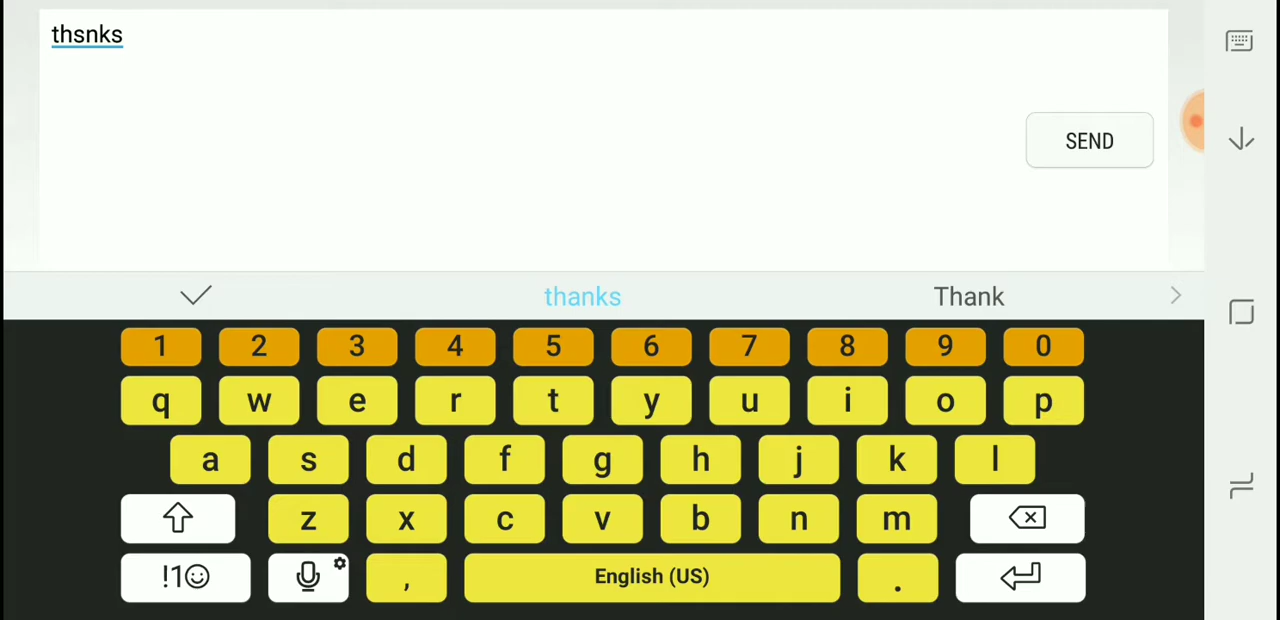 thsnks
SEND
thanks Thank
1 2 3 4 5 6 7 8 9 0
q w e r t y u i o p
a s d f g h j k l
z x c v b n m
!1☺ , English (US) .